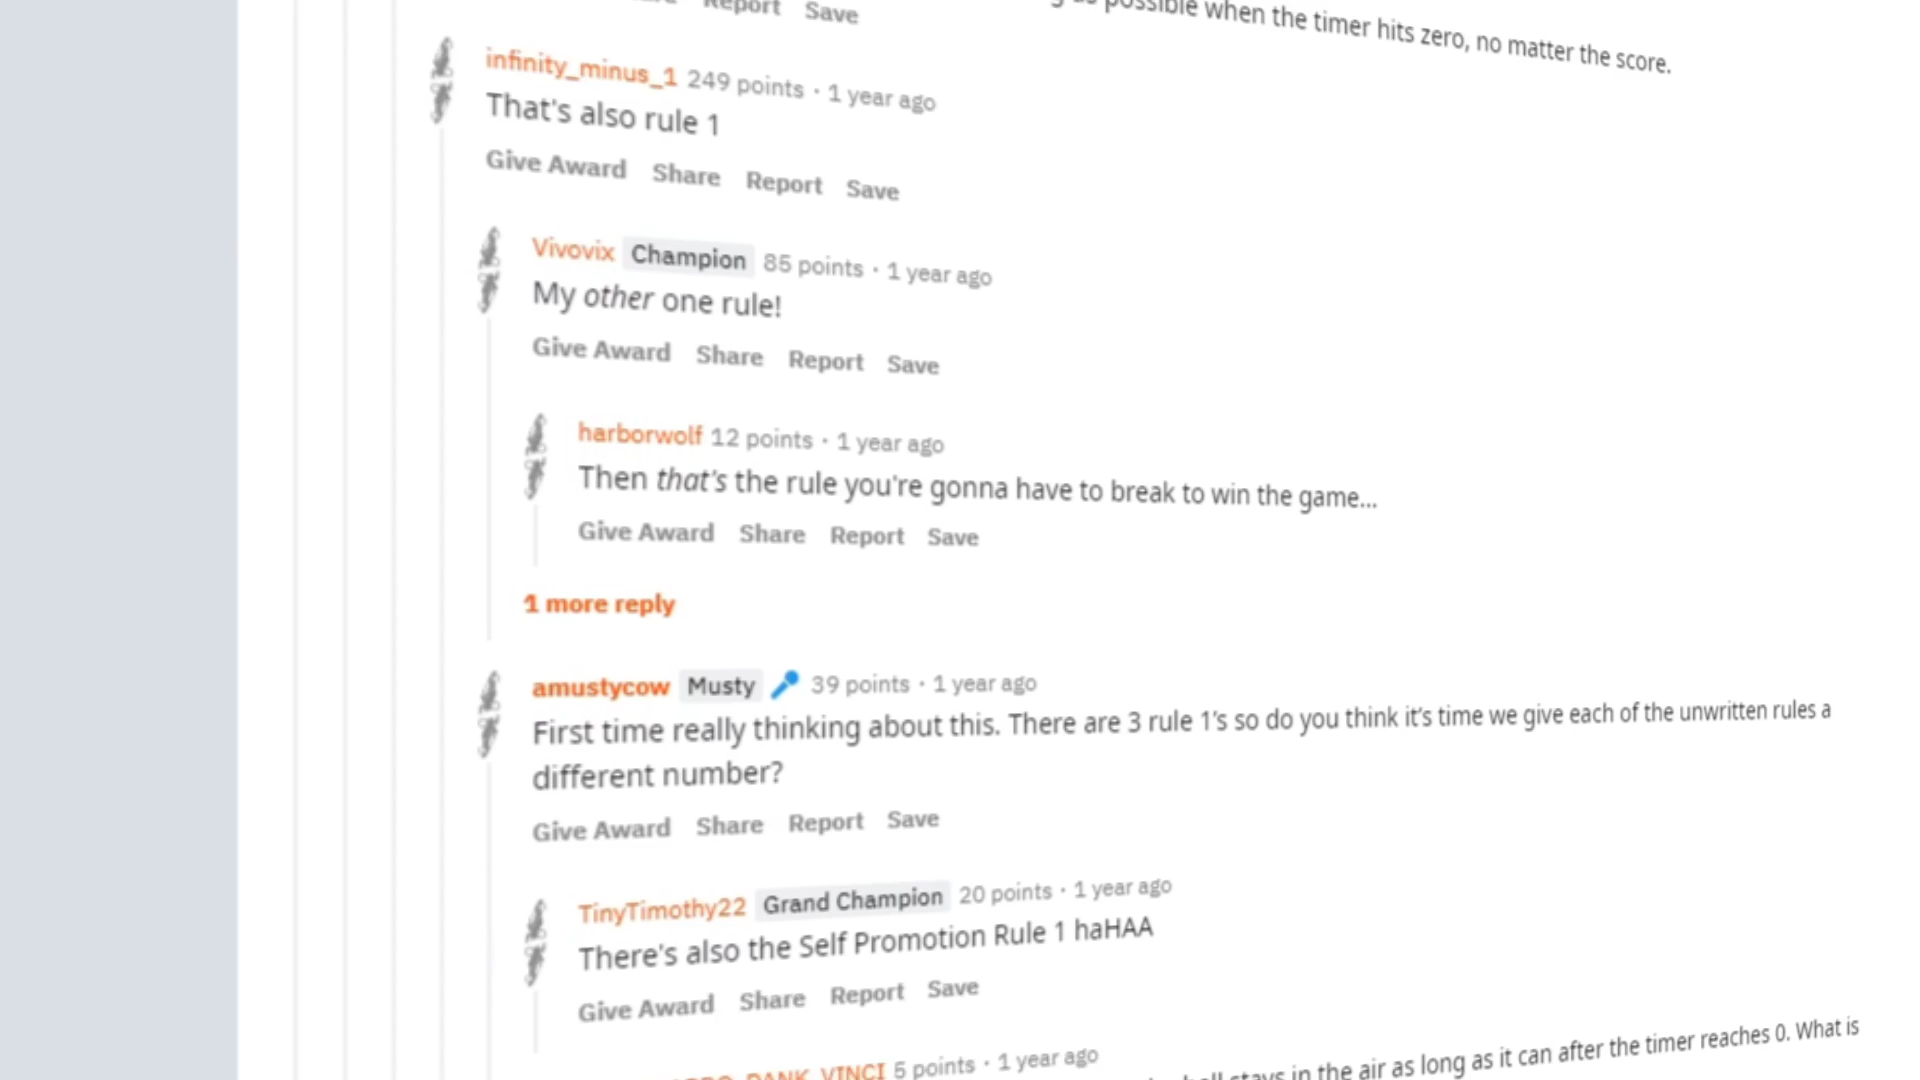 Report Save
possible when the timer hits zero, no matter the score.
infinity_minus_1 249 points · 1 year ago
That's also rule 1
Give Award Share Report Save
Vivovix Champion 85 points · 1 year ago
My other one rule!
Give Award Share Report Save
harborwolf 12 points · 1 year ago
Then that's the rule you're gonna have to break to win the game...
Give Award Share Report Save
1 more reply
amustycow Musty 39 points · 1 year ago
First time really thinking about this. There are 3 rule 1's so do you think it's time we give each of the unwritten rules a
different number?
Give Award Share Report Save
TinyTimothy22 Grand Champion 20 points · 1 year ago
There's also the Self Promotion Rule 1 haHAA
Give Award Share Report Save
DANK_VINCI 5 points · 1 year ago
stays in the air as long as it can after the timer reaches 0. What is